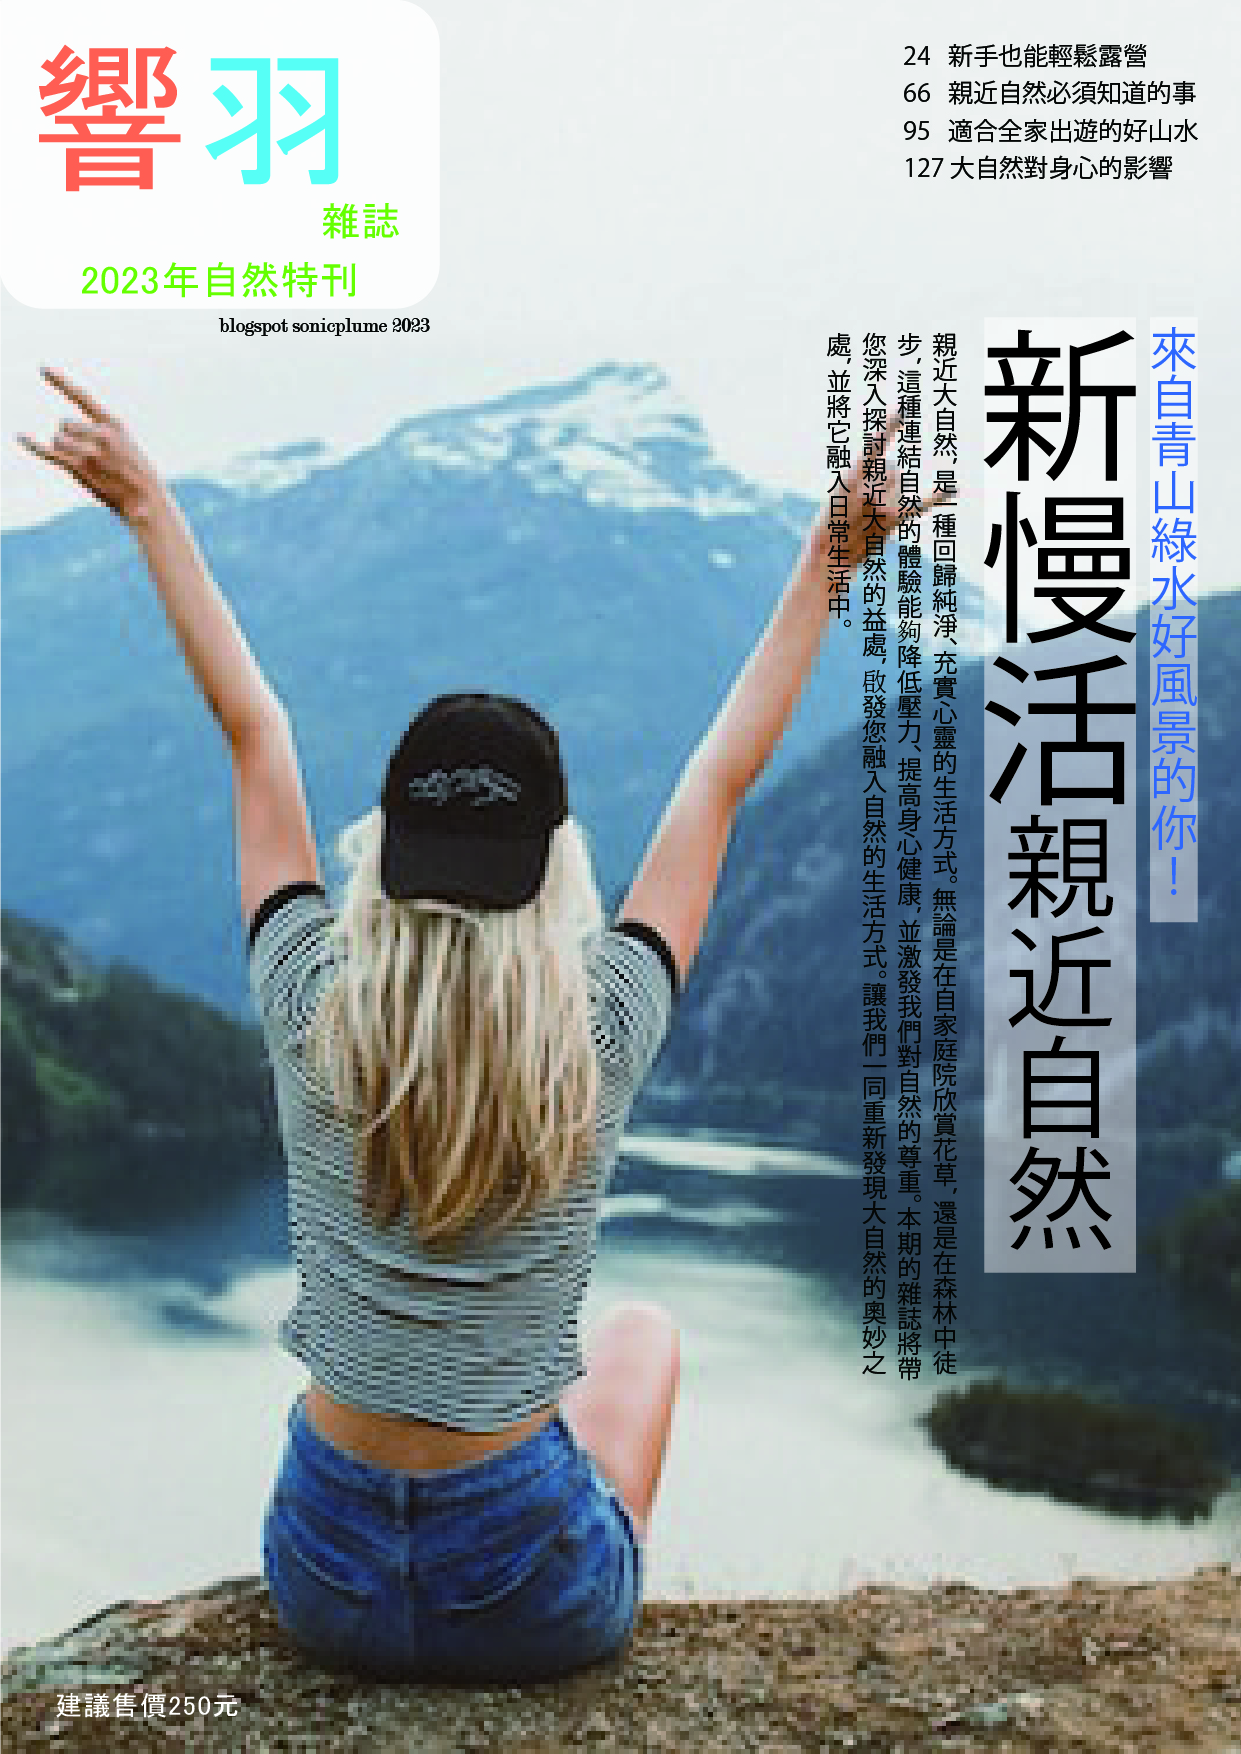 響羽
雜誌
2023年自然特刊
blogspot sonicplume 2023
24 新手也能輕鬆露營
66 親近自然必須知道的事
95 適合全家出遊的好山水
127 大自然對身心的影響
來自青山綠水好風景的你！
新慢活親近自然
親近大自然，是一種回歸純淨、充實心靈的生活方式。無論是在自家庭院欣賞花草，還是在森林中徒
步，這種連結自然的體驗能夠降低壓力、提高身心健康，並激發我們對自然的尊重。本期的雜誌將帶
您深入探討親近大自然的益處，啟發您融入自然的生活方式。讓我們一同重新發現大自然的奧妙之
處，並將它融入日常生活中。
建議售價250元